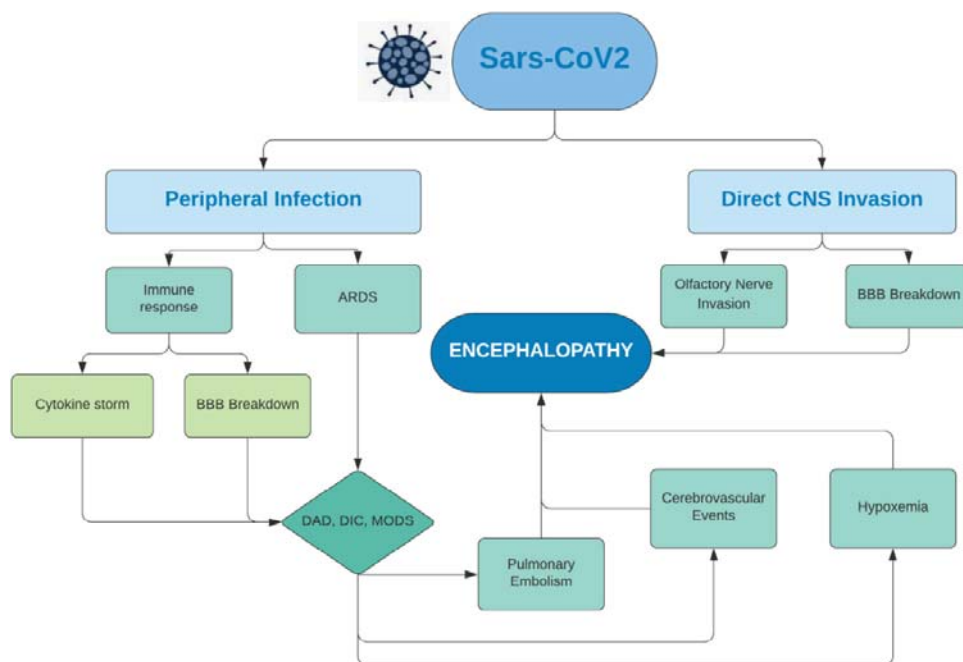 Sars-CoV2
Peripheral Infection
Direct CNS Invasion
Immune
response
ARDS
Olfactory Nerve
Invasion
BBB Breakdown
ENCEPHALOPATHY
Cytokine storm
BBB Breakdown
DAD, DIC, MODS
Pulmonary
Embolism
Cerebrovascular
Events
Hypoxemia